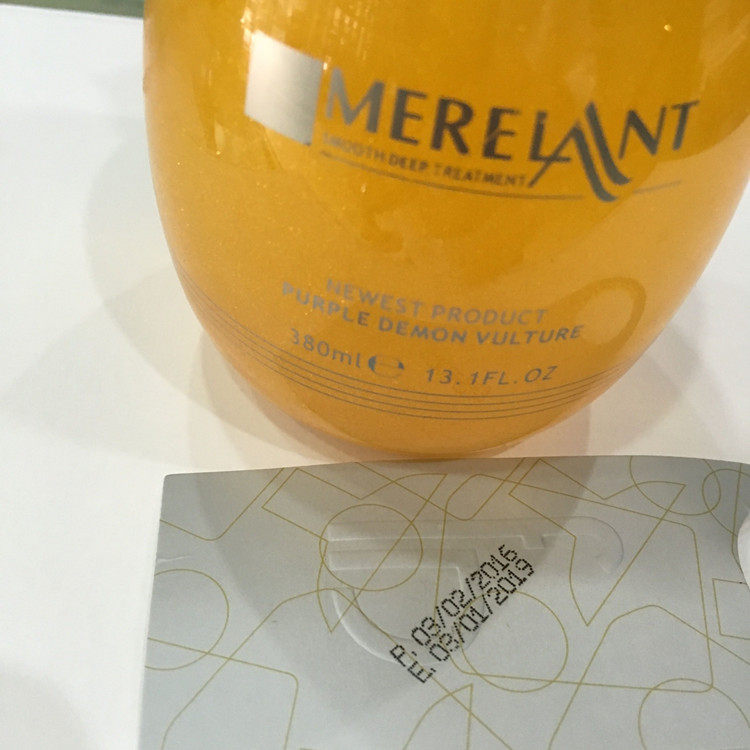 MERELANT
SMOOTH DEEP TREATMENT
NEWEST PRODUCT
PURPLE DEMON VULTURE
380ml e 13.1FL.OZ
P. 03/02/2016
E. 03/01/2019